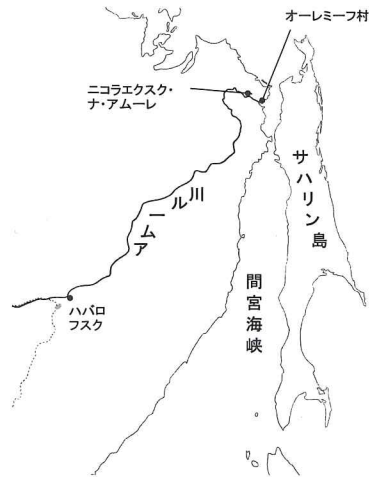 オーレミーフ村
ニコラエクスク・
ナ・アムーレ
サハリン島
アムール川
間宮海峡
ハバロ
フスク